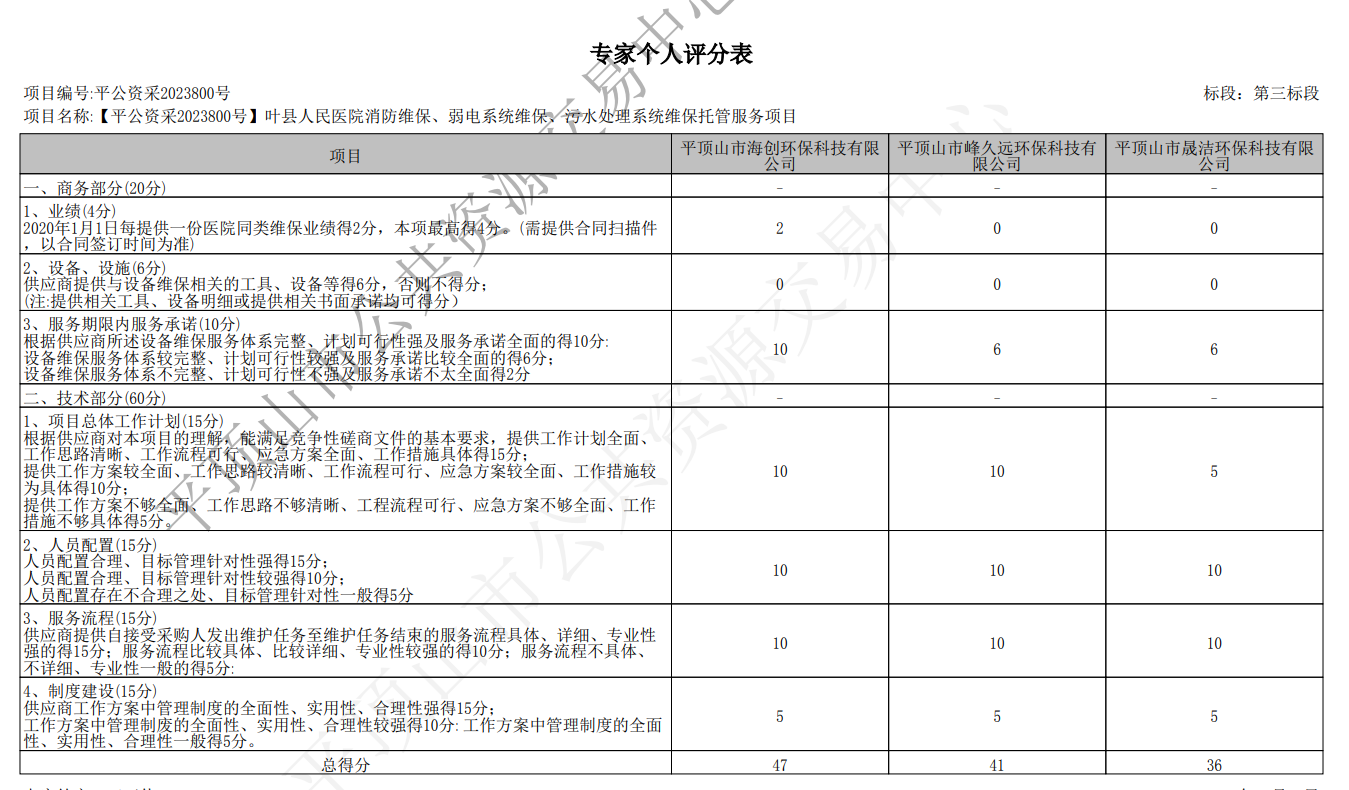 专家个人评分表
项目编号:平公资采2023800号
标段：第三标段
项目名称:【平公资采2023800号】叶县人民医院消防维保、弱电系统维保、污水处理系统维保托管服务项目
项目 平顶山市海创环保科技有限公司 平顶山市峰久远环保科技有限公司 平顶山市晟洁环保科技有限公司
一、商务部分(20分) - - -
1、业绩(4分)
2020年1月1日每提供一份医院同类维保业绩得2分，本项最高得4分。(需提供合同扫描件
，以合同签订时间为准)
2 0 0
2、设备、设施(6分)
供应商提供与设备维保相关的工具、设备等得6分，否则不得分；
(注:提供相关工具、设备明细或提供相关书面承诺均可得分）
0 0 0
3、服务期限内服务承诺(10分)
根据供应商所述设备维保服务体系完整、计划可行性强及服务承诺全面的得10分:
设备维保服务体系较完整、计划可行性较强及服务承诺比较全面的得6分；
设备维保服务体系不完整、计划可行性不强及服务承诺不太全面得2分
10 6 6
二、技术部分(60分) - - -
1、项目总体工作计划(15分)
根据供应商对本项目的理解，能满足竞争性磋商文件的基本要求，提供工作计划全面、
工作思路清晰、工作流程可行、应急方案全面、工作措施具体得15分；
提供工作方案较全面、工作思路较清晰、工作流程可行、应急方案较全面、工作措施较
为具体得10分；
提供工作方案不够全面、工作思路不够清晰、工程流程可行、应急方案不够全面、工作
措施不够具体得5分。
10 10 5
2、人员配置(15分)
人员配置合理、目标管理针对性强得15分；
人员配置合理、目标管理针对性较强得10分；
人员配置存在不合理之处、目标管理针对性一般得5分
10 10 10
3、服务流程(15分)
供应商提供自接受采购人发出维护任务至维护任务结束的服务流程具体、详细、专业性
强的得15分；服务流程比较具体、比较详细、专业性较强的得10分；服务流程不具体、
不详细、专业性一般的得5分:
10 10 10
4、制度建设(15分)
供应商工作方案中管理制度的全面性、实用性、合理性强得15分；
工作方案中管理制度的全面性、实用性、合理性较强得10分:工作方案中管理制度的全面
性、实用性、合理性一般得5分。
5 5 5
总得分 47 41 36
平顶山市公共资源交易中心
平顶山市公共资源交易中心